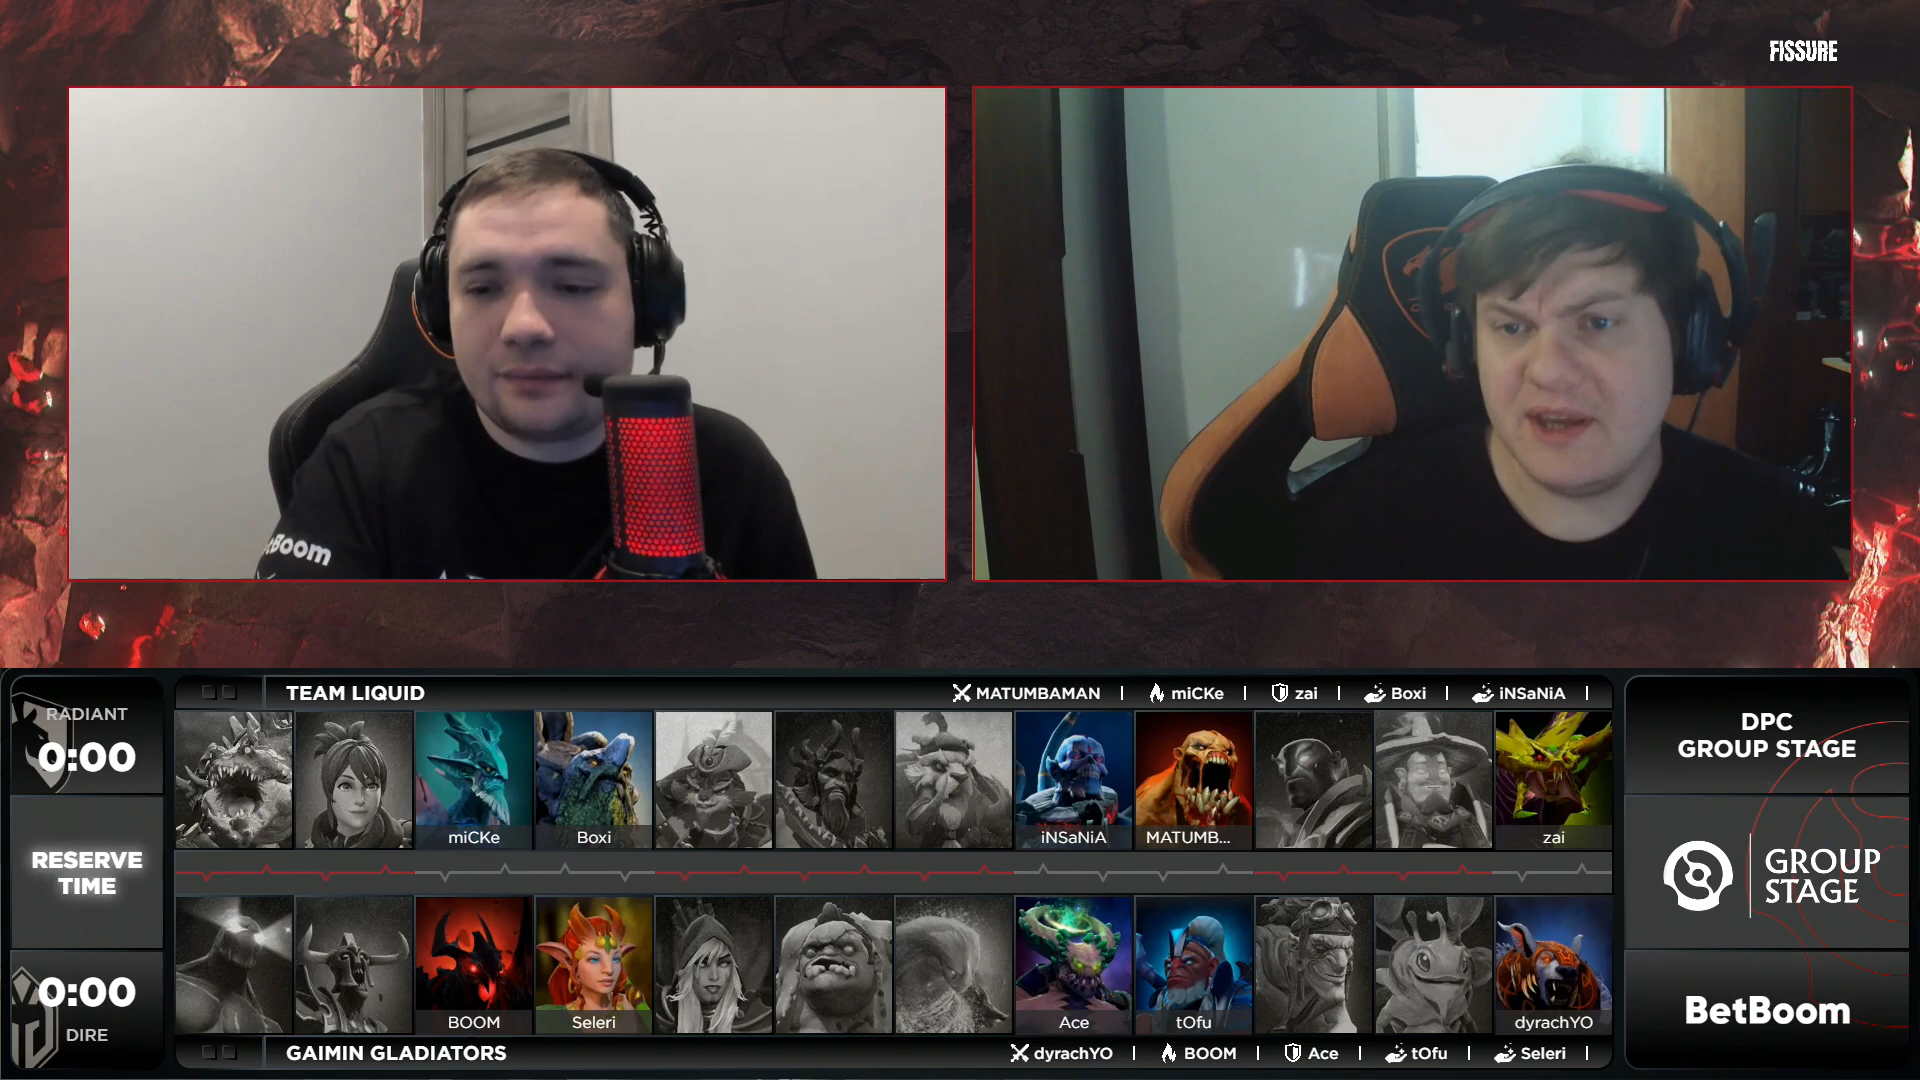 FISSURE
Boom
RADIANT
0:00
RESERVE
TIME
0:00
DIRE
TEAM LIQUID
MATUMBAMAN | miCKe | zai | Boxi | iNSaNiA |
miCKe
Boxi
iNSaNiA
MATUMB...
zai
BOOM
Seleri
Ace
tOfu
dyrachYO
GAIMIN GLADIATORS
dyrachYO | BOOM | Ace | tOfu | Seleri |
DPC
GROUP STAGE
GROUP
STAGE
BetBoom